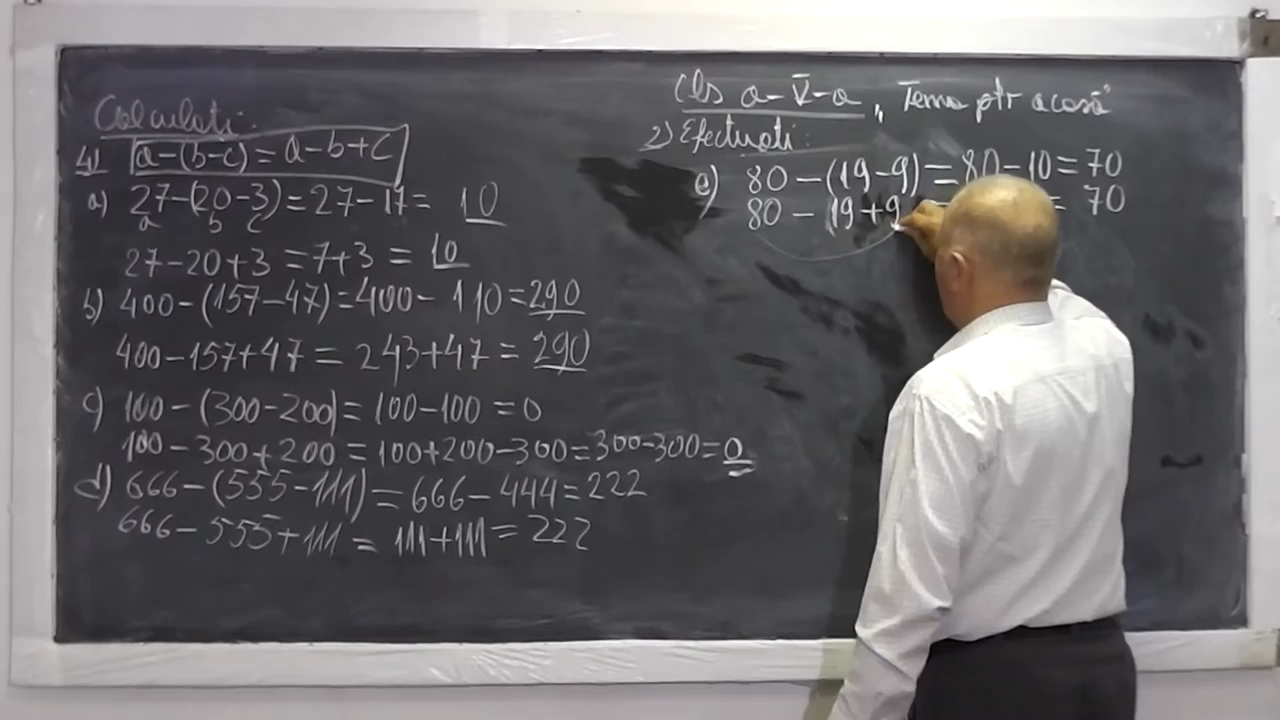 Calculati:
4) a-(b-c)=a-b+c
a) 27-(20-3)=27-17= 10
a b c
27-20+3=7+3=10
b) 400-(157-47)=400-110=290
400-157+47=243+47=290
c) 100-(300-200)=100-100=0
100-300+200=100+200-300=300-300=0
d) 666-(555-111)=666-444=222
666-555+111=111+111=222
Cls a-V-a „Tema ptr acasă"
2) Efectuati:
e) 80-(19-9)=80-10=70
80-(19+9 = 70